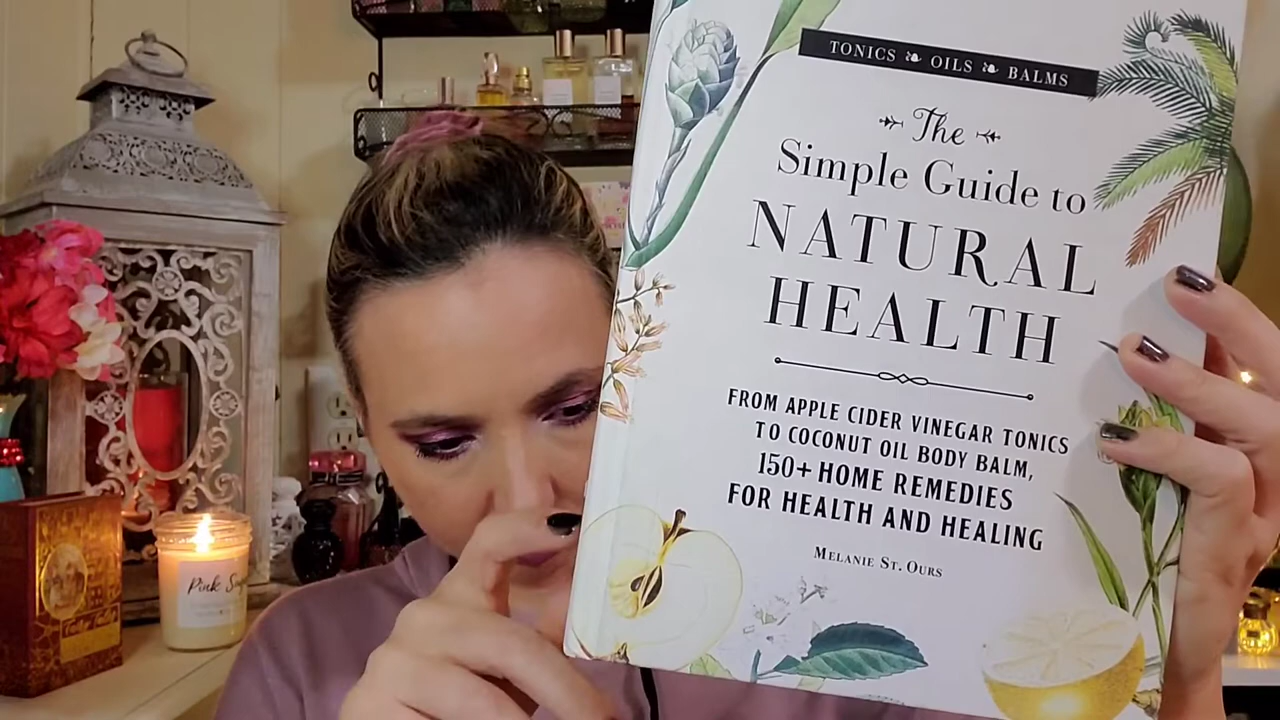 TONICS ❧ OILS ❧ BALMS
The
Simple Guide to
NATURAL
HEALTH
FROM APPLE CIDER VINEGAR TONICS
TO COCONUT OIL BODY BALM,
150+ HOME REMEDIES
FOR HEALTH AND HEALING
MELANIE ST. OURS
Pink